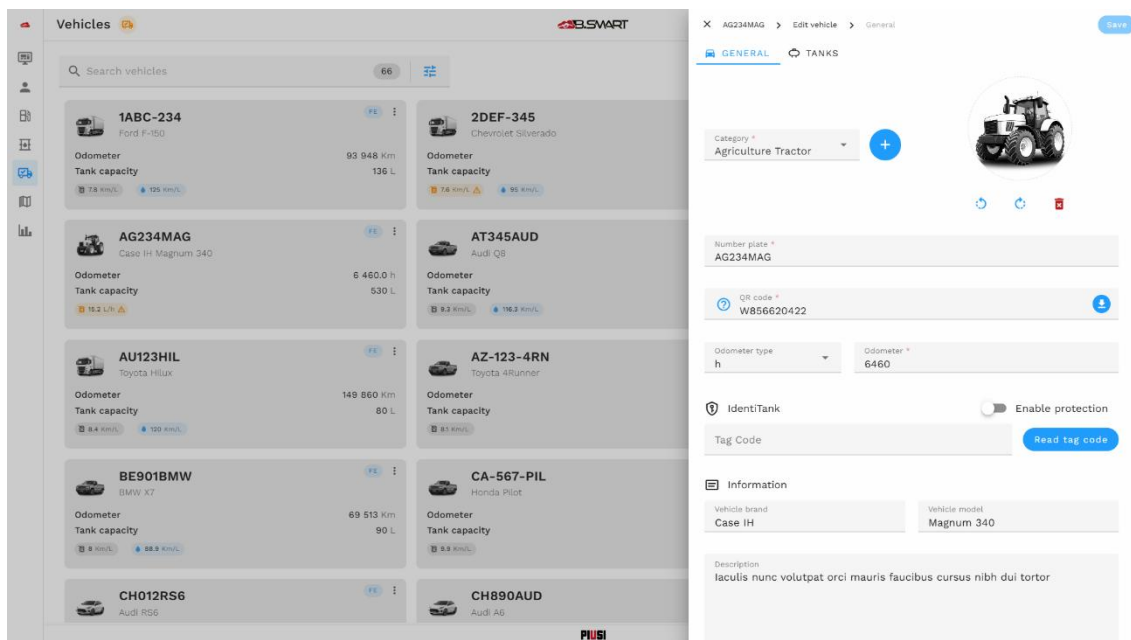 Vehicles
B.SMART
Search vehicles
66
1ABC-234
FE
Ford F-150
Odometer 93 948 Km
Tank capacity 136 L
7.8 Km/L 125 Km/L
2DEF-345
Chevrolet Silverado
Odometer
Tank capacity
7.6 Km/L 95 Km/L
AG234MAG
FE
Case IH Magnum 340
Odometer 6 460.0 h
Tank capacity 530 L
15.2 L/h
AT345AUD
Audi Q8
Odometer
Tank capacity
9.3 Km/L 116.3 Km/L
AU123HIL
FE
Toyota Hilux
Odometer 149 860 Km
Tank capacity 80 L
8.4 Km/L 120 Km/L
AZ-123-4RN
Toyota 4Runner
Odometer
Tank capacity
8.1 Km/L
BE901BMW
FE
BMW X7
Odometer 69 513 Km
Tank capacity 90 L
8 Km/L 88.9 Km/L
CA-567-PIL
Honda Pilot
Odometer
Tank capacity
9.9 Km/L
CH012RS6
FE
Audi RS6
CH890AUD
Audi A6
PIUSI
AG234MAG > Edit vehicle > General
Save
GENERAL TANKS
Category *
Agriculture Tractor
Number plate *
AG234MAG
QR code *
W856620422
Odometer type
h
Odometer *
6460
IdentiTank
Enable protection
Tag Code
Read tag code
Information
Vehicle brand
Case IH
Vehicle model
Magnum 340
Description
Iaculis nunc volutpat orci mauris faucibus cursus nibh dui tortor